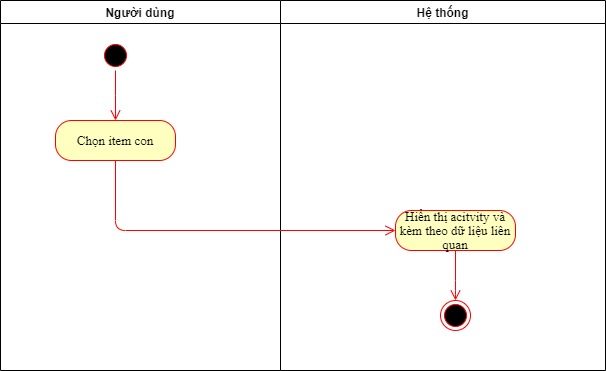 Người dùng
Hệ thống
Chọn item con
Hiển thị acitvity và
kèm theo dữ liệu liên
quan